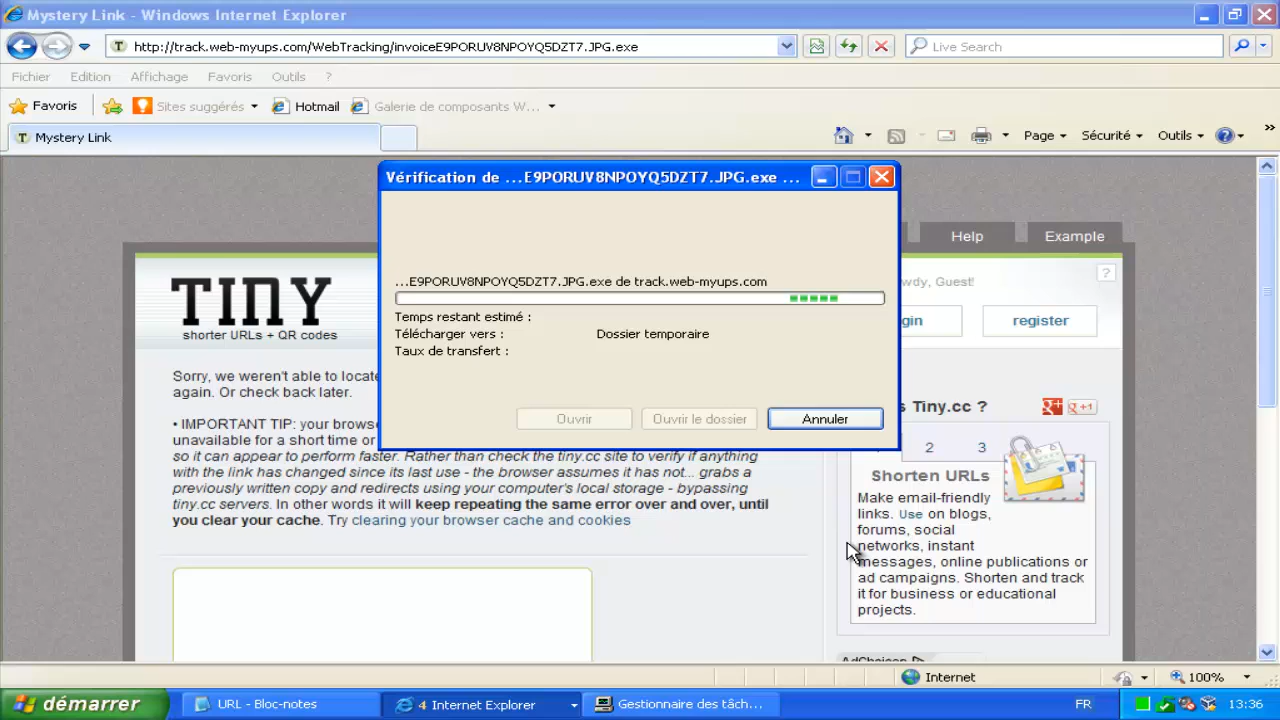 Mystery Link - Windows Internet Explorer
http://track.web-myups.com/WebTracking/invoiceE9PORUV8NPOYQ5DZT7.JPG.exe
Live Search
Fichier Edition Affichage Favoris Outils ?
Favoris Sites suggérés Hotmail Galerie de composants W...
Mystery Link
Page Sécurité Outils
Vérification de ...E9PORUV8NPOYQ5DZT7.JPG.exe ...
...E9PORUV8NPOYQ5DZT7.JPG.exe de track.web-myups.com
Temps restant estimé :
Télécharger vers : Dossier temporaire
Taux de transfert :
Ouvrir Ouvrir le dossier Annuler
Help Example
TINY
shorter URLs + QR codes
wdy, Guest!
?
gin register
Sorry, we weren't able to locate
again. Or check back later.
• IMPORTANT TIP: your brows
unavailable for a short time or
so it can appear to perform faster. Rather than check the tiny.cc site to verify if anything
with the link has changed since its last use - the browser assumes it has not... grabs a
previously written copy and redirects using your computer's local storage - bypassing
tiny.cc servers. In other words it will keep repeating the same error over and over, until
you clear your cache. Try clearing your browser cache and cookies
s Tiny.cc ?
g+ +1
2 3
Shorten URLs
Make email-friendly
links. Use on blogs,
forums, social
networks, instant
messages, online publications or
ad campaigns. Shorten and track
it for business or educational
projects.
AdChoices
Internet 100%
démarrer URL - Bloc-notes 4 Internet Explorer Gestionnaire des tâch... FR 13:36